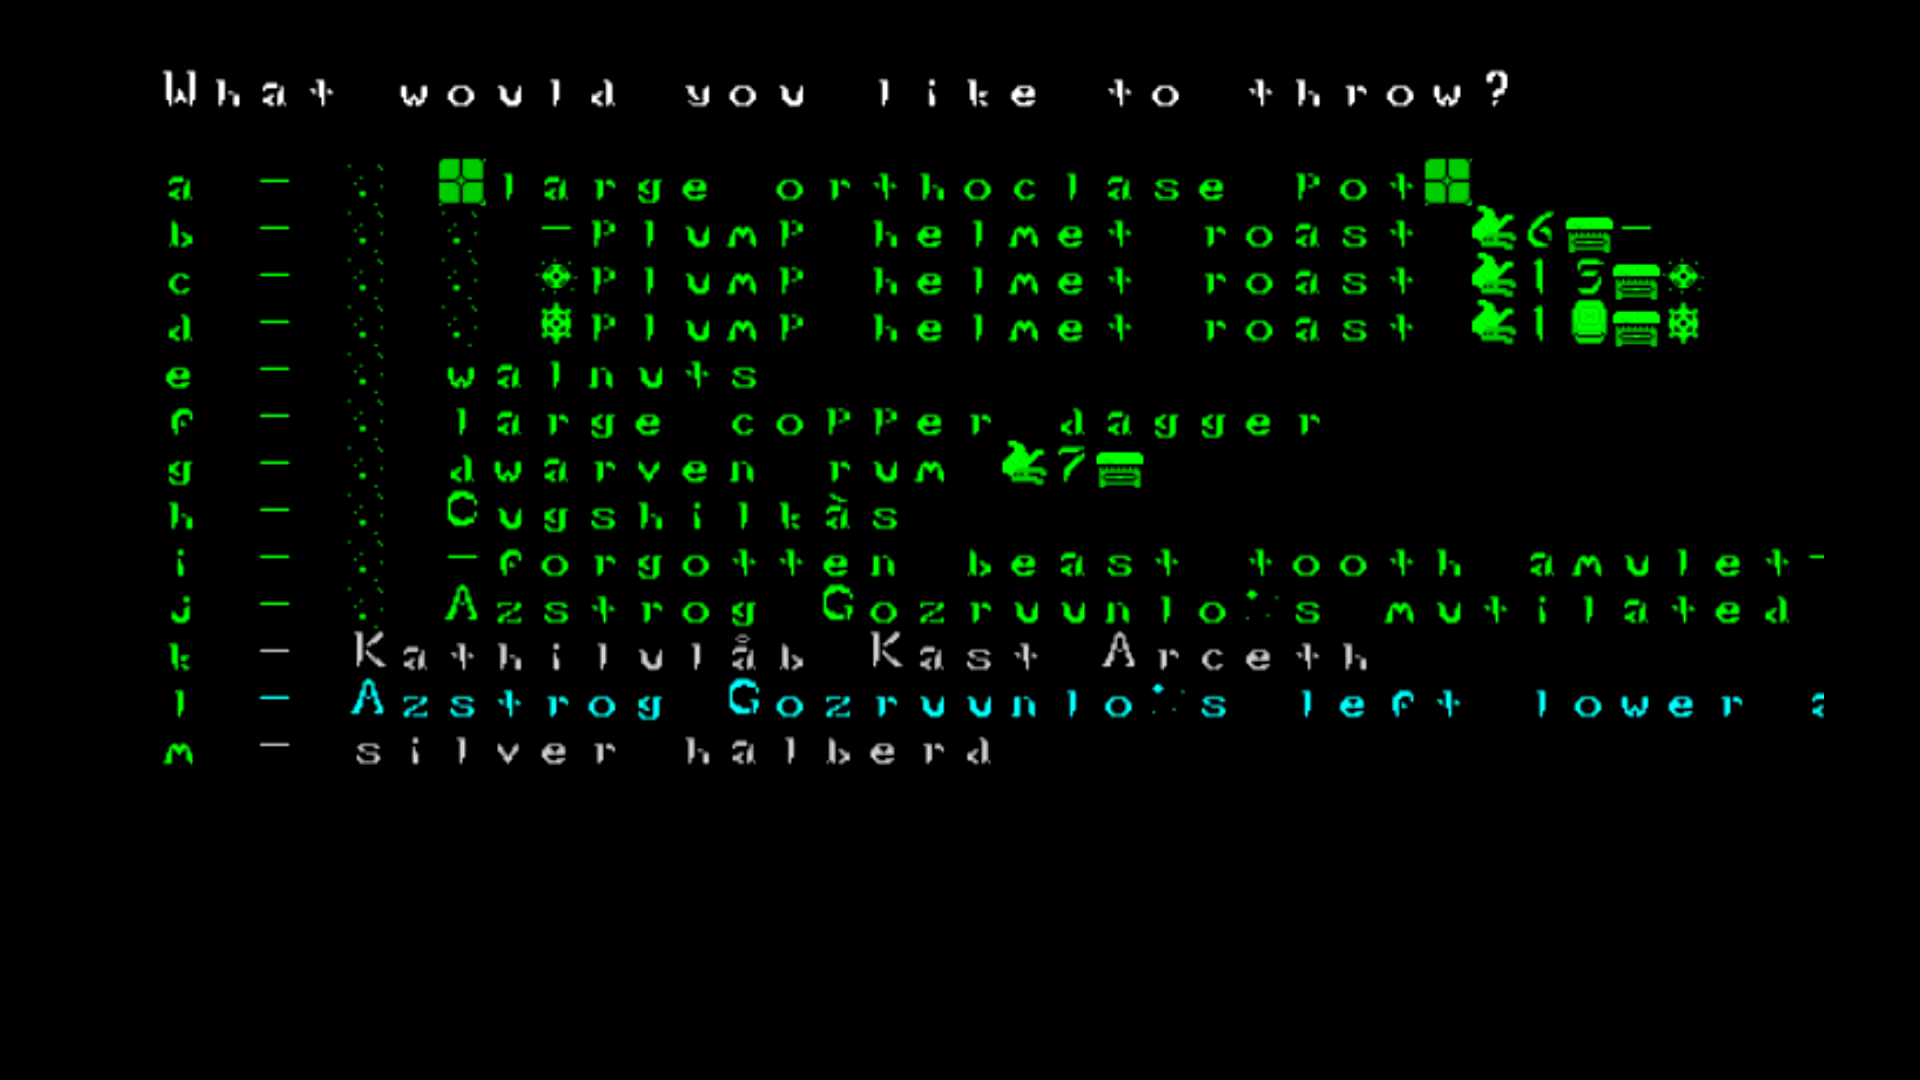 What would you like to throw?
a - large orthoclase pot
b - -plump helmet roast 6-
c - plump helmet roast 15
d - plump helmet roast 1
e - walnuts
f - large copper dagger
g - dwarven rum 7
h - Cugshilkàs
i - -forgotten beast tooth amulet-
j - Azstrog Gozruunlo's mutilated
k - Kathilulåb Kast Arceth
l - Azstrog Gozruunlo's left lower a
m - silver halberd